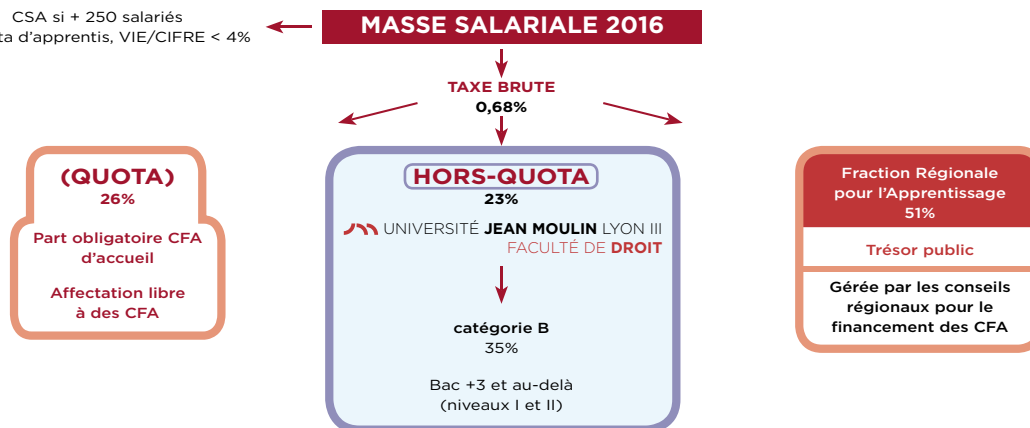 CSA si + 250 salariés
d'apprentis, VIE/CIFRE < 4%
MASSE SALARIALE 2016
TAXE BRUTE
0,68%
(QUOTA)
26%
Part obligatoire CFA
d'accueil
Affectation libre
à des CFA
HORS-QUOTA
23%
UNIVERSITÉ JEAN MOULIN LYON III
FACULTÉ DE DROIT
catégorie B
35%
Bac +3 et au-delà
(niveaux I et II)
Fraction Régionale
pour l'Apprentissage
51%
Trésor public
Gérée par les conseils
régionaux pour le
financement des CFA